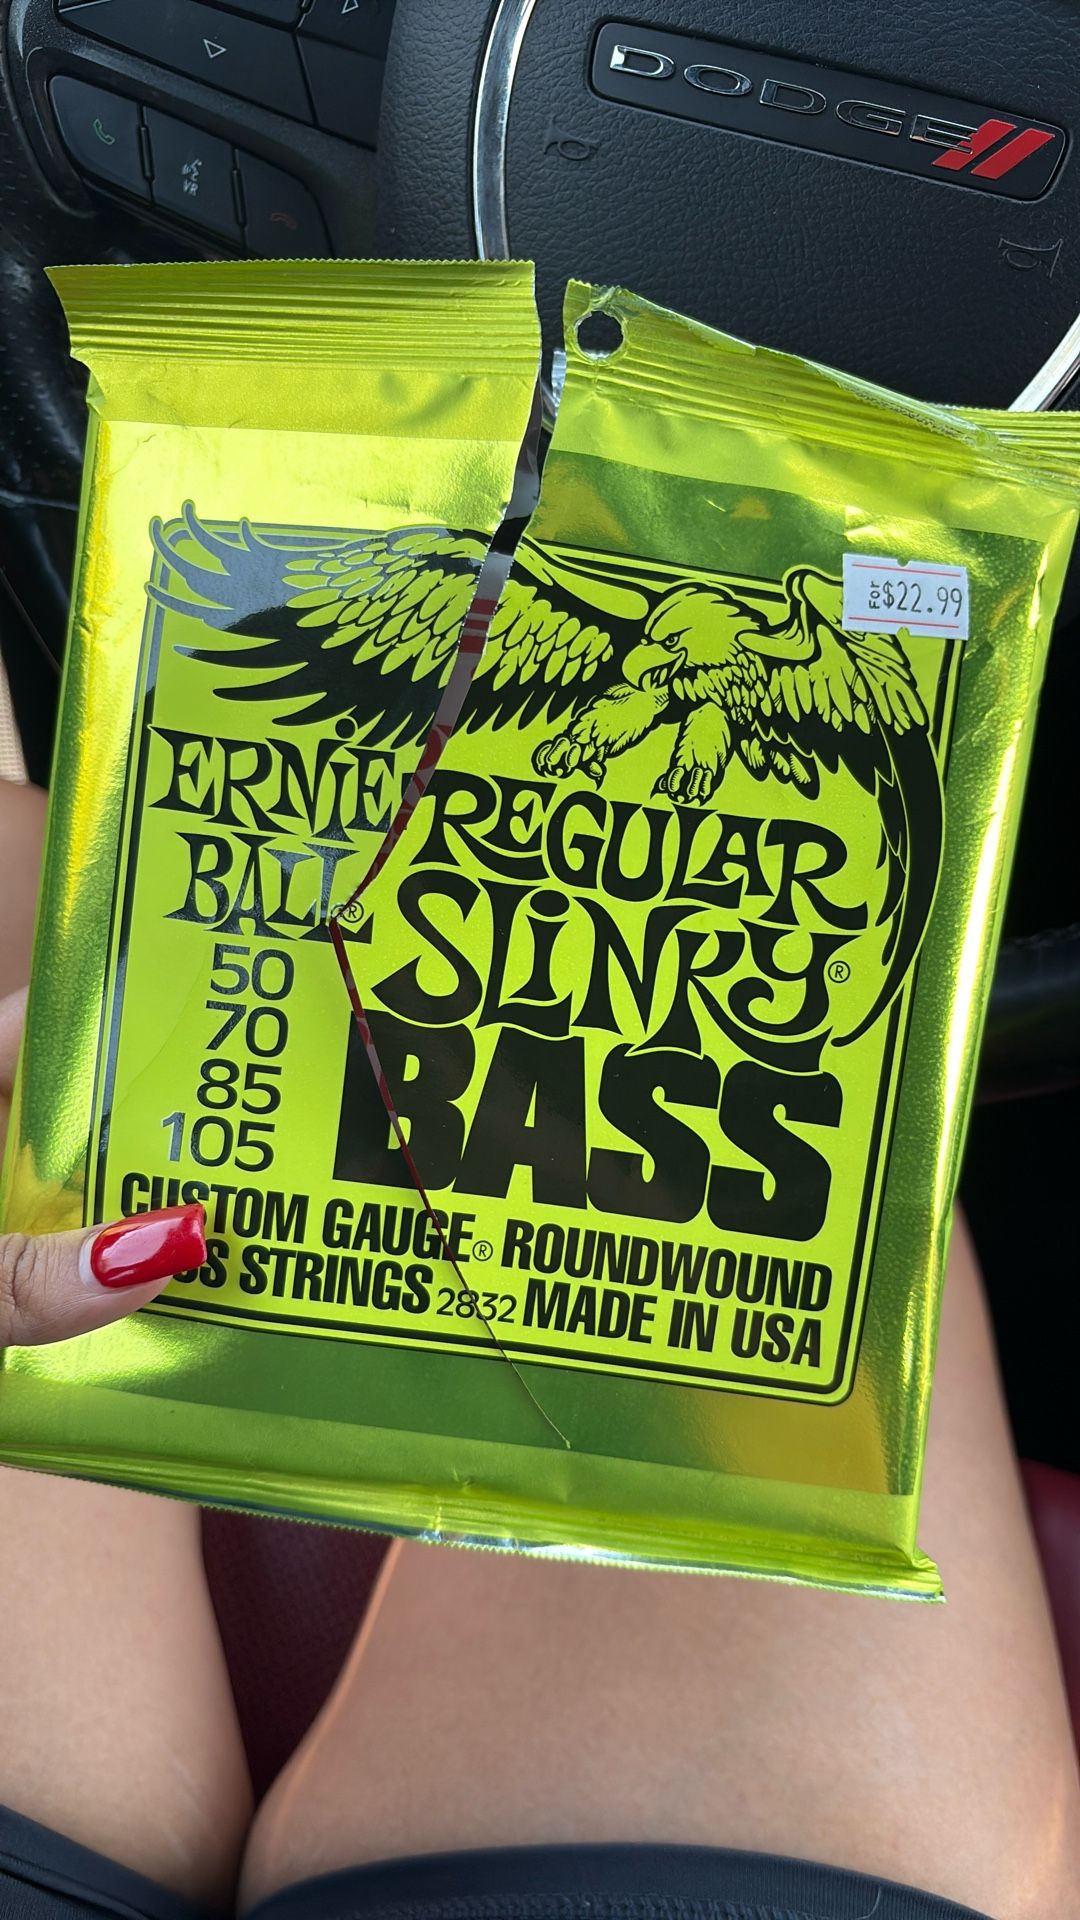 DODGE
VR
FOR $22.99
ERNIE
BALL®
REGULAR
SLINKY®
BASS
50
70
85
105
CUSTOM GAUGE® ROUNDWOUND
STRINGS 2832 MADE IN USA